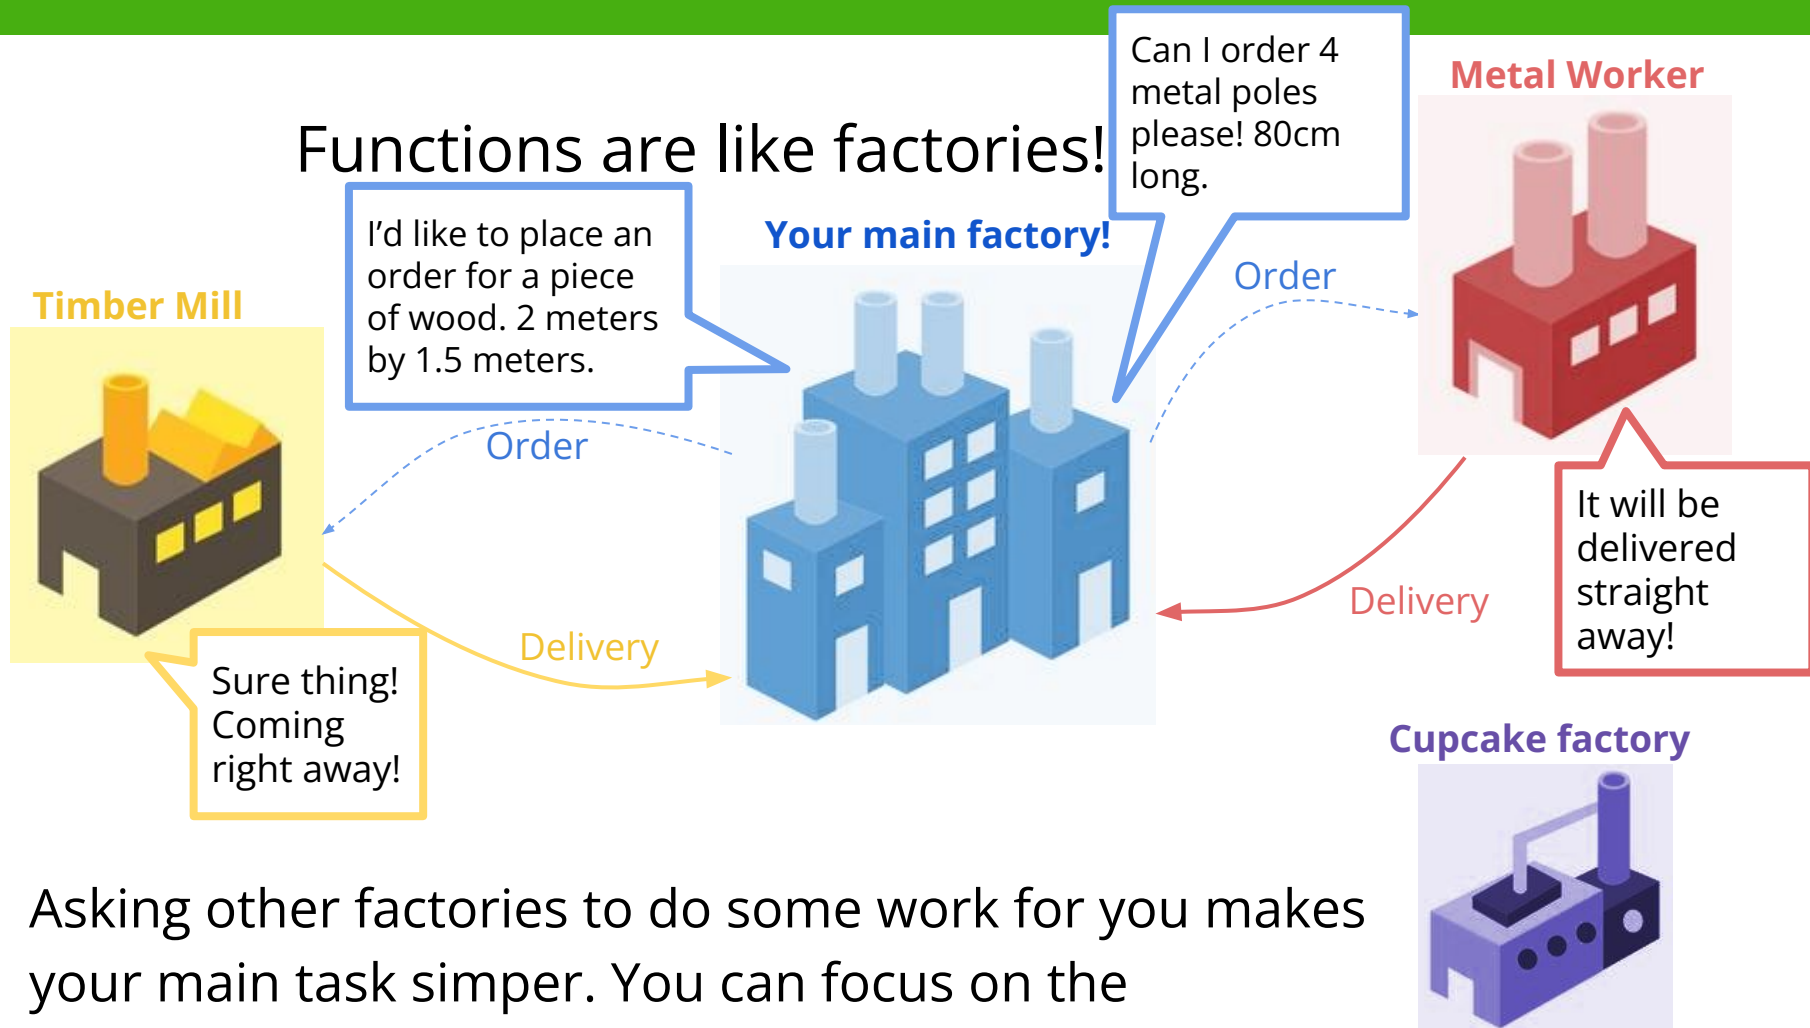 Functions are like factories!
Can I order 4
metal poles
please! 80cm
long.
Metal Worker
I’d like to place an
order for a piece
of wood. 2 meters
by 1.5 meters.
Your main factory!
Order
Timber Mill
Order
It will be
delivered
straight
away!
Delivery
Delivery
Sure thing!
Coming
right away!
Cupcake factory
Asking other factories to do some work for you makes
your main task simper. You can focus on the